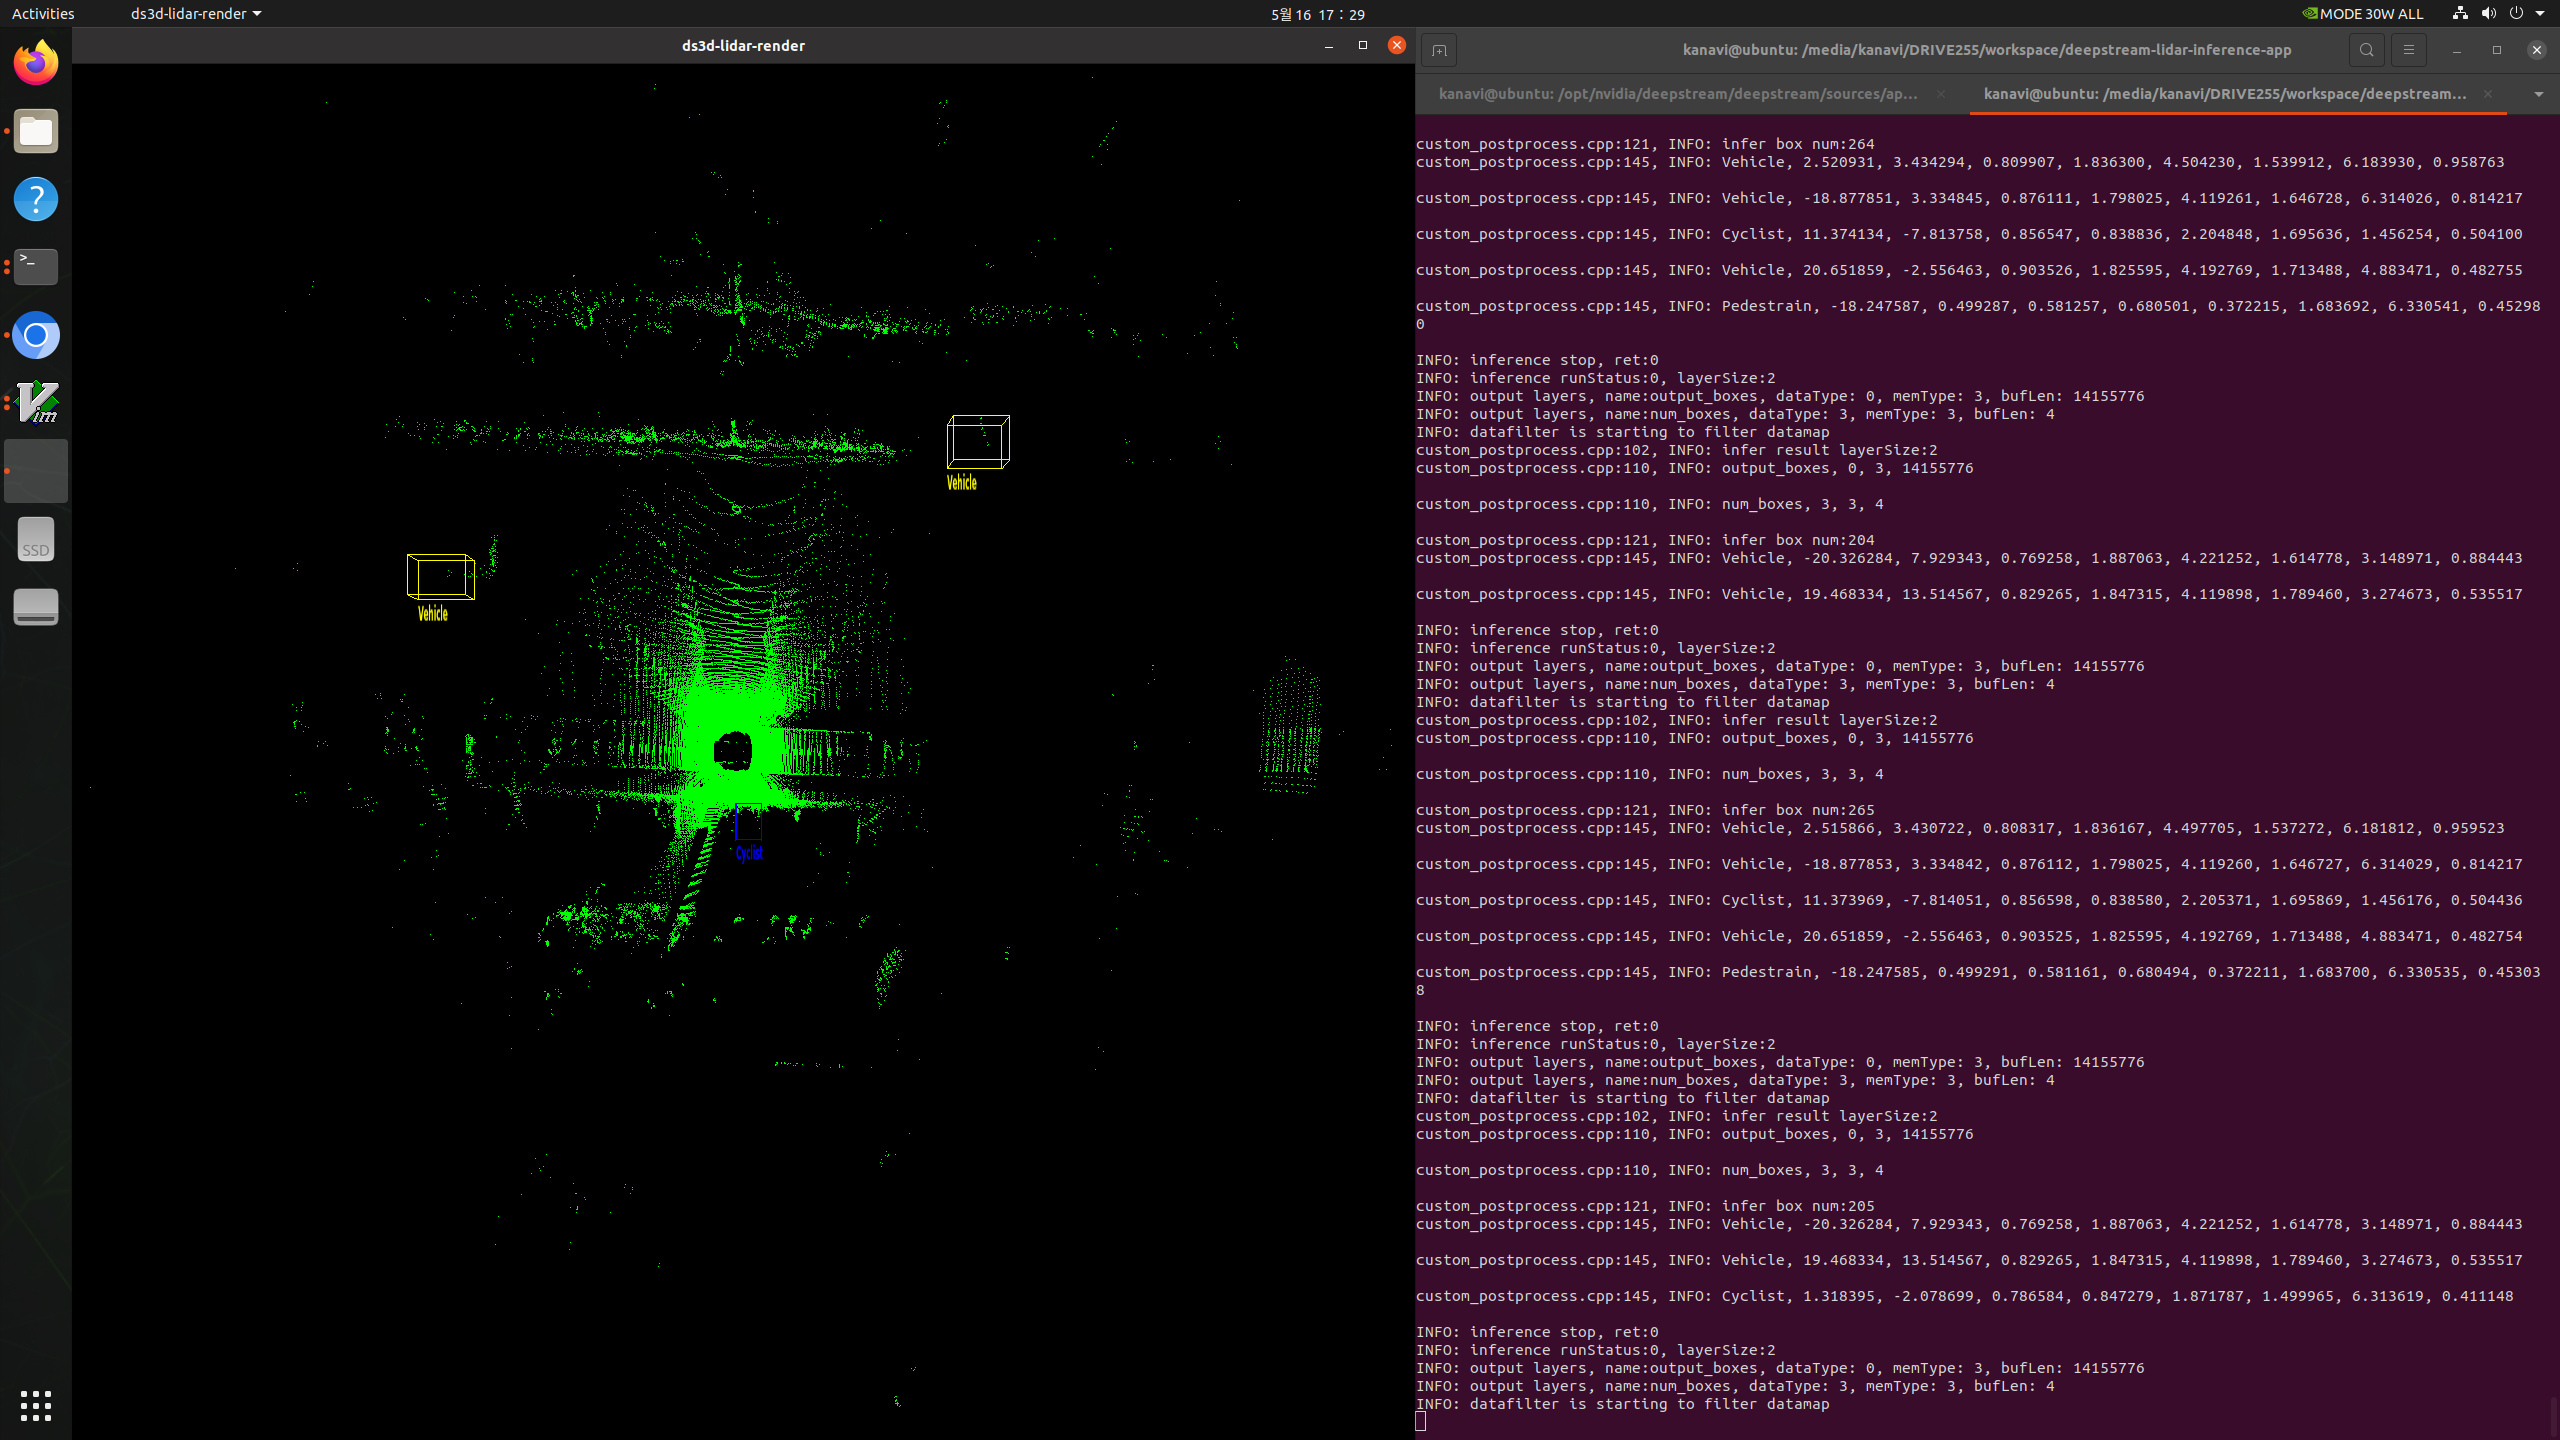 Activities
ds3d-lidar-render
5월 16 17：29
MODE 30W ALL
ds3d-lidar-render
Vehicle
Vehicle
Cyclist
SSD
kanavi@ubuntu: /media/kanavi/DRIVE255/workspace/deepstream-lidar-inference-app
kanavi@ubuntu: /opt/nvidia/deepstream/deepstream/sources/ap...
kanavi@ubuntu: /media/kanavi/DRIVE255/workspace/deepstream...
custom_postprocess.cpp:121, INFO: infer box num:264
custom_postprocess.cpp:145, INFO: Vehicle, 2.520931, 3.434294, 0.809907, 1.836300, 4.504230, 1.539912, 6.183930, 0.958763
custom_postprocess.cpp:145, INFO: Vehicle, -18.877851, 3.334845, 0.876111, 1.798025, 4.119261, 1.646728, 6.314026, 0.814217
custom_postprocess.cpp:145, INFO: Cyclist, 11.374134, -7.813758, 0.856547, 0.838836, 2.204848, 1.695636, 1.456254, 0.504100
custom_postprocess.cpp:145, INFO: Vehicle, 20.651859, -2.556463, 0.903526, 1.825595, 4.192769, 1.713488, 4.883471, 0.482755
custom_postprocess.cpp:145, INFO: Pedestrain, -18.247587, 0.499287, 0.581257, 0.680501, 0.372215, 1.683692, 6.330541, 0.45298
0
INFO: inference stop, ret:0
INFO: inference runStatus:0, layerSize:2
INFO: output layers, name:output_boxes, dataType: 0, memType: 3, bufLen: 14155776
INFO: output layers, name:num_boxes, dataType: 3, memType: 3, bufLen: 4
INFO: datafilter is starting to filter datamap
custom_postprocess.cpp:102, INFO: infer result layerSize:2
custom_postprocess.cpp:110, INFO: output_boxes, 0, 3, 14155776
custom_postprocess.cpp:110, INFO: num_boxes, 3, 3, 4
custom_postprocess.cpp:121, INFO: infer box num:204
custom_postprocess.cpp:145, INFO: Vehicle, -20.326284, 7.929343, 0.769258, 1.887063, 4.221252, 1.614778, 3.148971, 0.884443
custom_postprocess.cpp:145, INFO: Vehicle, 19.468334, 13.514567, 0.829265, 1.847315, 4.119898, 1.789460, 3.274673, 0.535517
INFO: inference stop, ret:0
INFO: inference runStatus:0, layerSize:2
INFO: output layers, name:output_boxes, dataType: 0, memType: 3, bufLen: 14155776
INFO: output layers, name:num_boxes, dataType: 3, memType: 3, bufLen: 4
INFO: datafilter is starting to filter datamap
custom_postprocess.cpp:102, INFO: infer result layerSize:2
custom_postprocess.cpp:110, INFO: output_boxes, 0, 3, 14155776
custom_postprocess.cpp:110, INFO: num_boxes, 3, 3, 4
custom_postprocess.cpp:121, INFO: infer box num:265
custom_postprocess.cpp:145, INFO: Vehicle, 2.515866, 3.430722, 0.808317, 1.836167, 4.497705, 1.537272, 6.181812, 0.959523
custom_postprocess.cpp:145, INFO: Vehicle, -18.877853, 3.334842, 0.876112, 1.798025, 4.119260, 1.646727, 6.314029, 0.814217
custom_postprocess.cpp:145, INFO: Cyclist, 11.373969, -7.814051, 0.856598, 0.838580, 2.205371, 1.695869, 1.456176, 0.504436
custom_postprocess.cpp:145, INFO: Vehicle, 20.651859, -2.556463, 0.903525, 1.825595, 4.192769, 1.713488, 4.883471, 0.482754
custom_postprocess.cpp:145, INFO: Pedestrain, -18.247585, 0.499291, 0.581161, 0.680494, 0.372211, 1.683700, 6.330535, 0.45303
8
INFO: inference stop, ret:0
INFO: inference runStatus:0, layerSize:2
INFO: output layers, name:output_boxes, dataType: 0, memType: 3, bufLen: 14155776
INFO: output layers, name:num_boxes, dataType: 3, memType: 3, bufLen: 4
INFO: datafilter is starting to filter datamap
custom_postprocess.cpp:102, INFO: infer result layerSize:2
custom_postprocess.cpp:110, INFO: output_boxes, 0, 3, 14155776
custom_postprocess.cpp:110, INFO: num_boxes, 3, 3, 4
custom_postprocess.cpp:121, INFO: infer box num:205
custom_postprocess.cpp:145, INFO: Vehicle, -20.326284, 7.929343, 0.769258, 1.887063, 4.221252, 1.614778, 3.148971, 0.884443
custom_postprocess.cpp:145, INFO: Vehicle, 19.468334, 13.514567, 0.829265, 1.847315, 4.119898, 1.789460, 3.274673, 0.535517
custom_postprocess.cpp:145, INFO: Cyclist, 1.318395, -2.078699, 0.786584, 0.847279, 1.871787, 1.499965, 6.313619, 0.411148
INFO: inference stop, ret:0
INFO: inference runStatus:0, layerSize:2
INFO: output layers, name:output_boxes, dataType: 0, memType: 3, bufLen: 14155776
INFO: output layers, name:num_boxes, dataType: 3, memType: 3, bufLen: 4
INFO: datafilter is starting to filter datamap